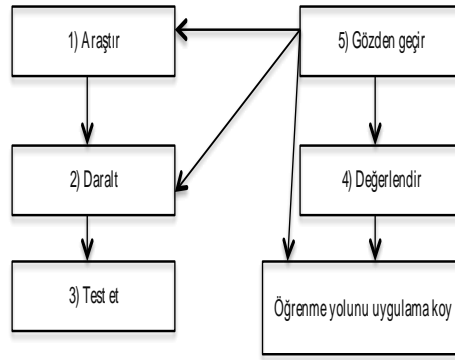 1) Araştır
5) Gözden geçir
2) Daralt
4) Değerlendir
3) Test et
Öğrenme yolunu uygulama koy